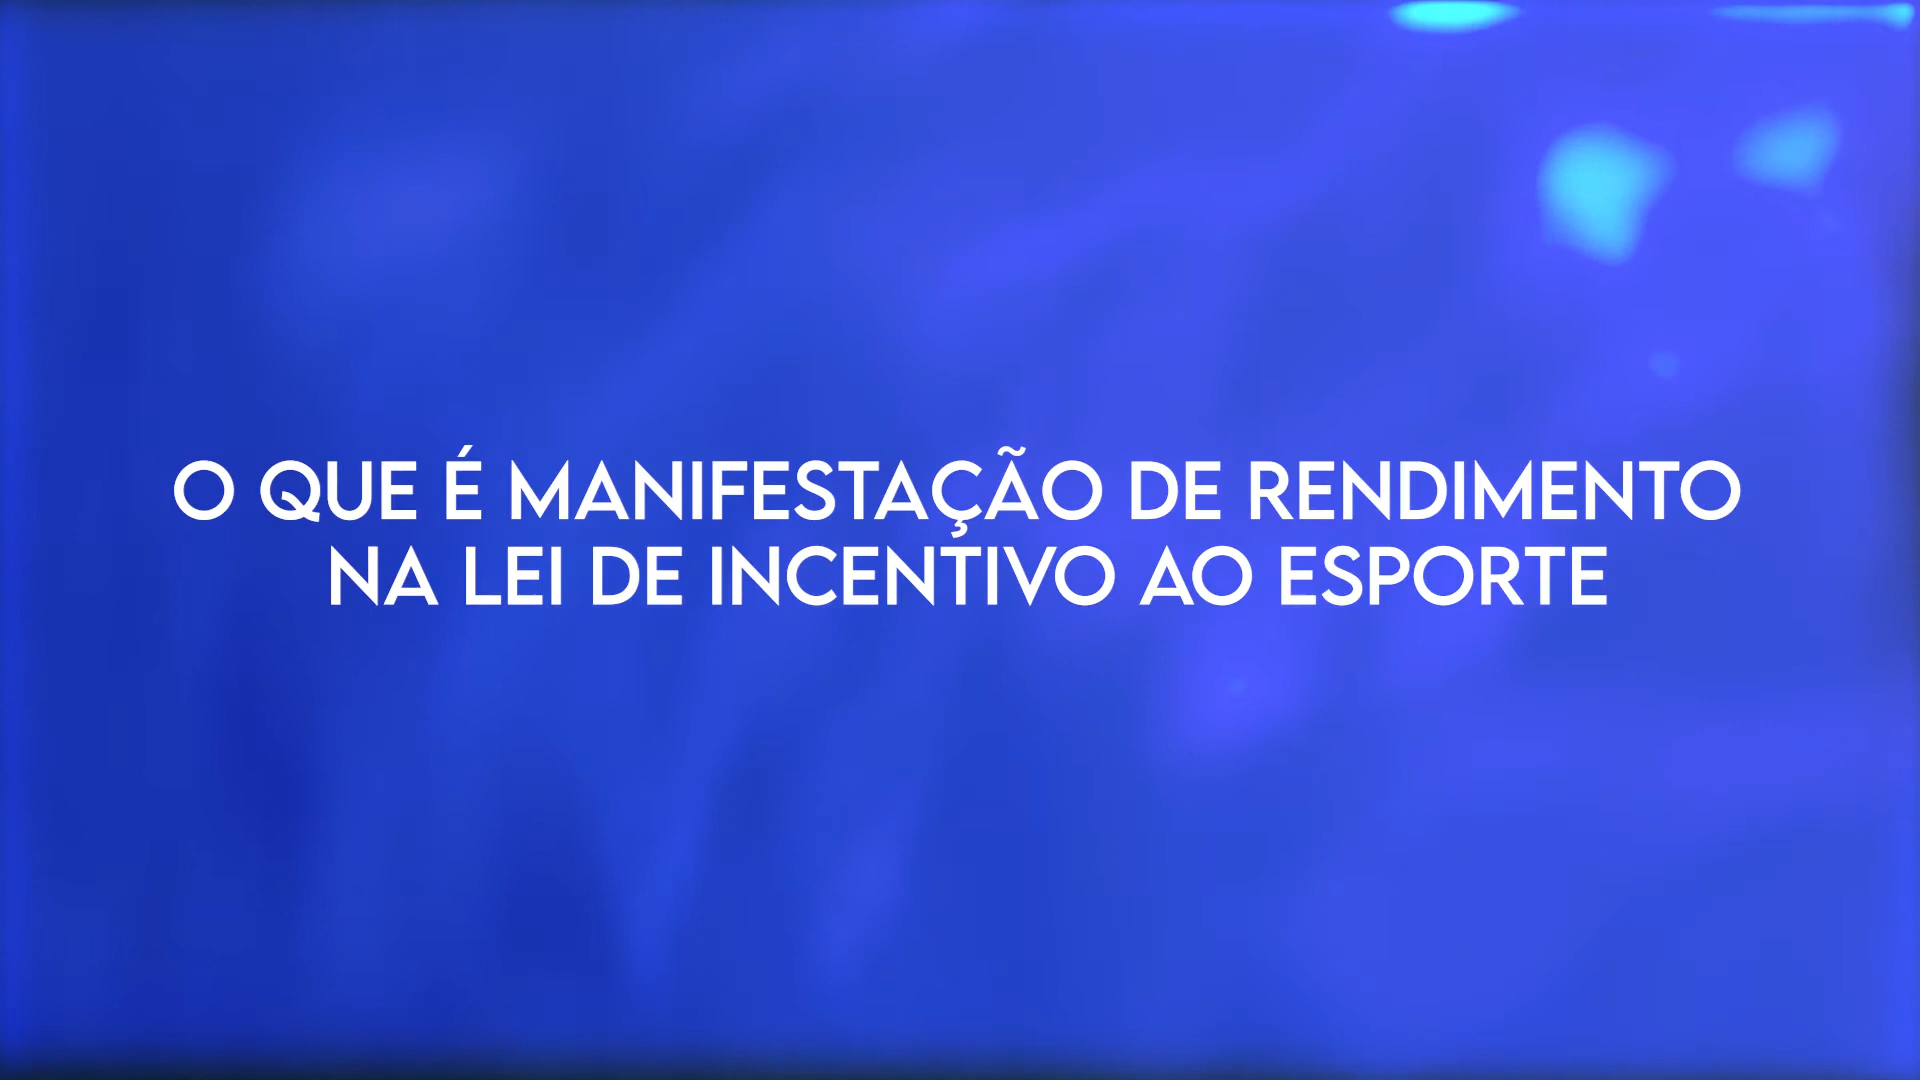 O QUE É MANIFESTAÇÃO DE RENDIMENTO
NA LEI DE INCENTIVO AO ESPORTE